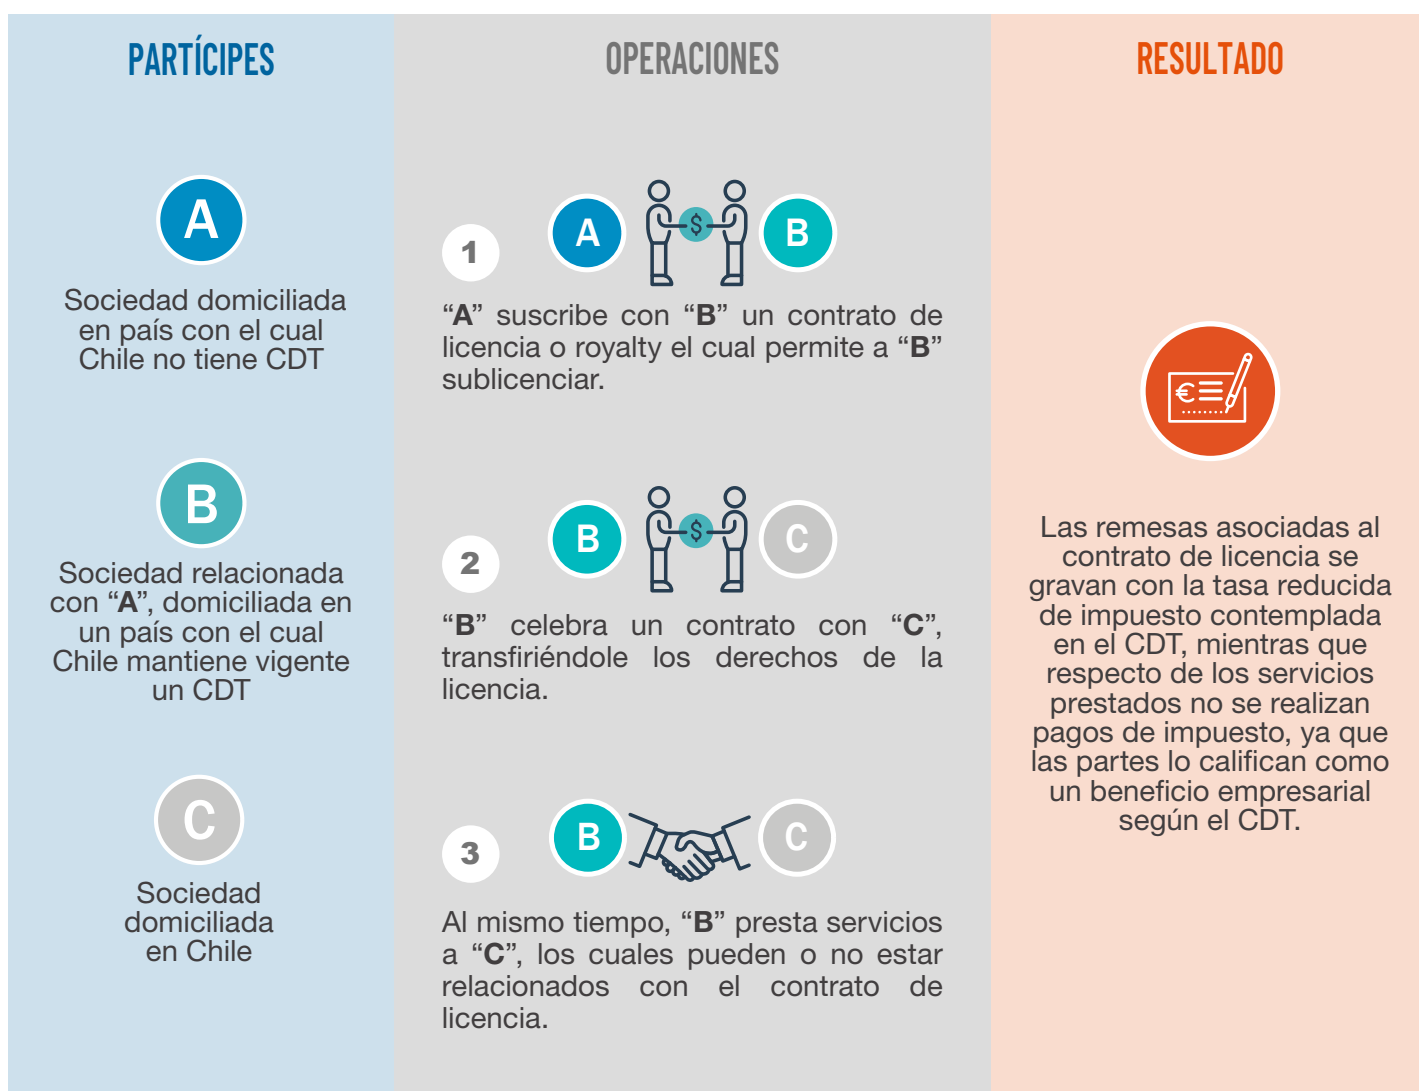 PARTÍCIPES
A
Sociedad domiciliada
en país con el cual
Chile no tiene CDT
B
Sociedad relacionada
con “A”, domiciliada en
un país con el cual
Chile mantiene vigente
un CDT
C
Sociedad
domiciliada
en Chile
OPERACIONES
1
A
$
B
“A” suscribe con “B” un contrato de
licencia o royalty el cual permite a “B”
sublicenciar.
2
B
$
C
“B” celebra un contrato con “C”,
transfiriéndole los derechos de la
licencia.
3
B
C
Al mismo tiempo, “B” presta servicios
a “C”, los cuales pueden o no estar
relacionados con el contrato de
licencia.
RESULTADO
€
Las remesas asociadas al
contrato de licencia se
gravan con la tasa reducida
de impuesto contemplada
en el CDT, mientras que
respecto de los servicios
prestados no se realizan
pagos de impuesto, ya que
las partes lo califican como
un beneficio empresarial
según el CDT.